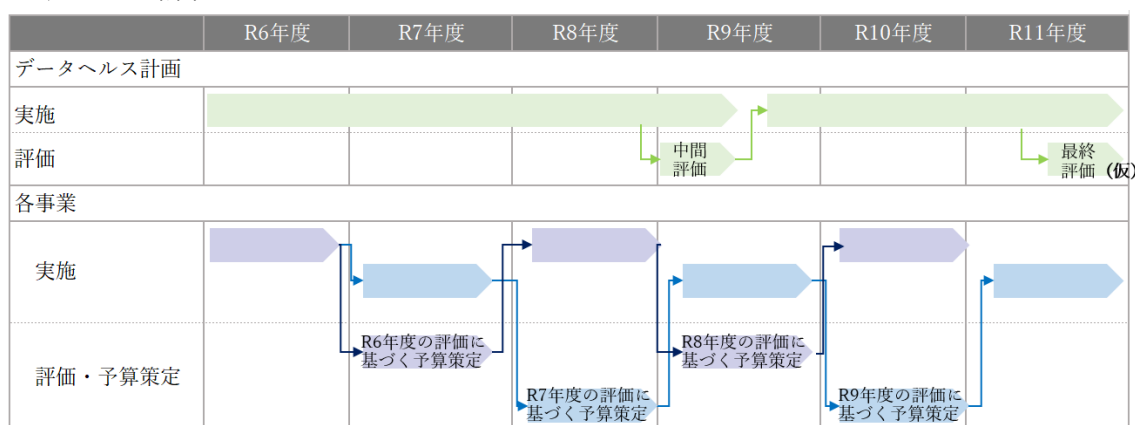 R6年度 R7年度 R8年度 R9年度 R10年度 R11年度
データヘルス計画
実施
評価
中間
評価
最終
評価（仮）
各事業
実施
評価・予算策定
R6年度の評価に
基づく予算策定
R7年度の評価に
基づく予算策定
R8年度の評価に
基づく予算策定
R9年度の評価に
基づく予算策定